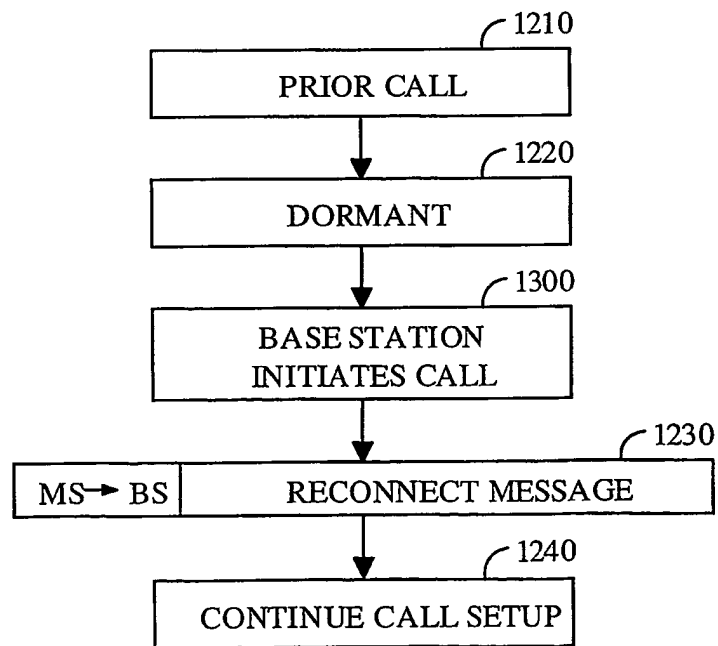 1210
PRIOR CALL
1220
DORMANT
1300
BASE STATION
INITIATES CALL
1230
MS → BS RECONNECT MESSAGE
1240
CONTINUE CALL SETUP